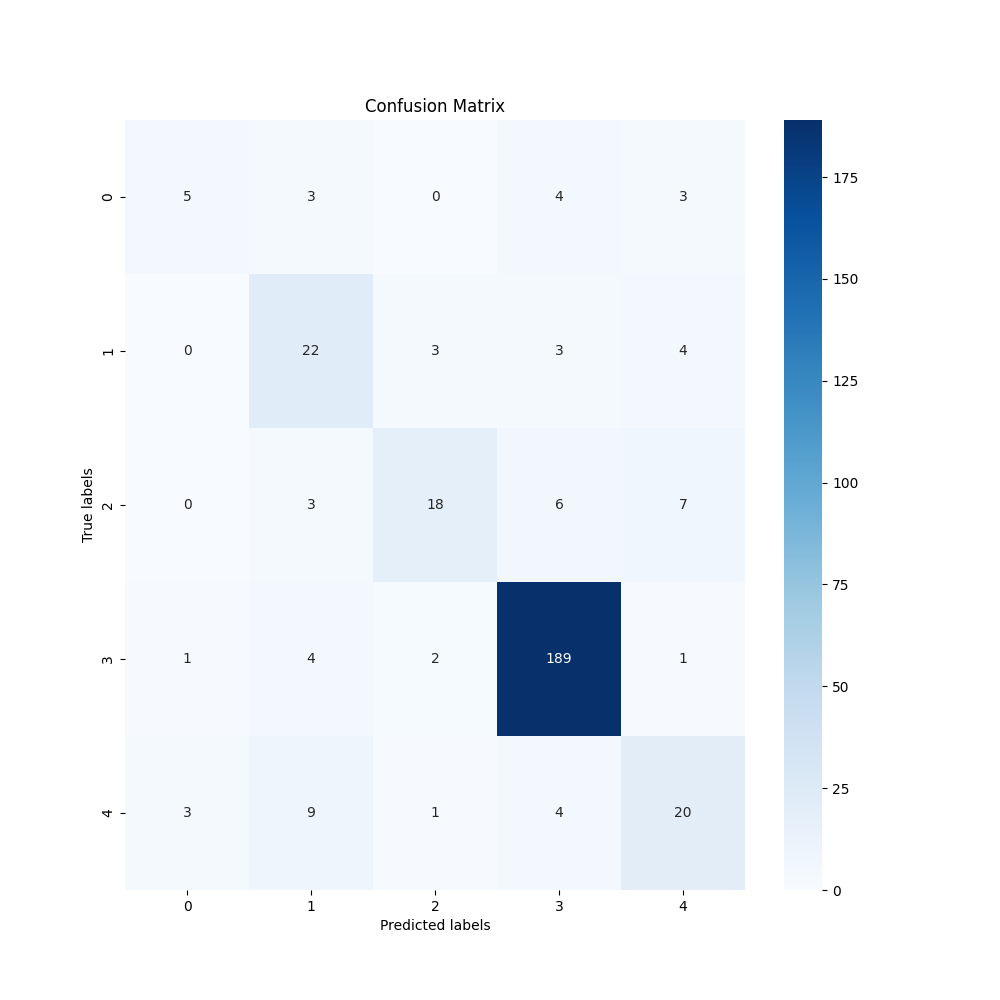 Confusion Matrix
0 5 3 0 4 3
1 0 22 3 3 4
2 0 3 18 6 7
3 1 4 2 189 1
4 3 9 1 4 20
0 1 2 3 4
True labels
Predicted labels
175
150
125
100
75
50
25
0